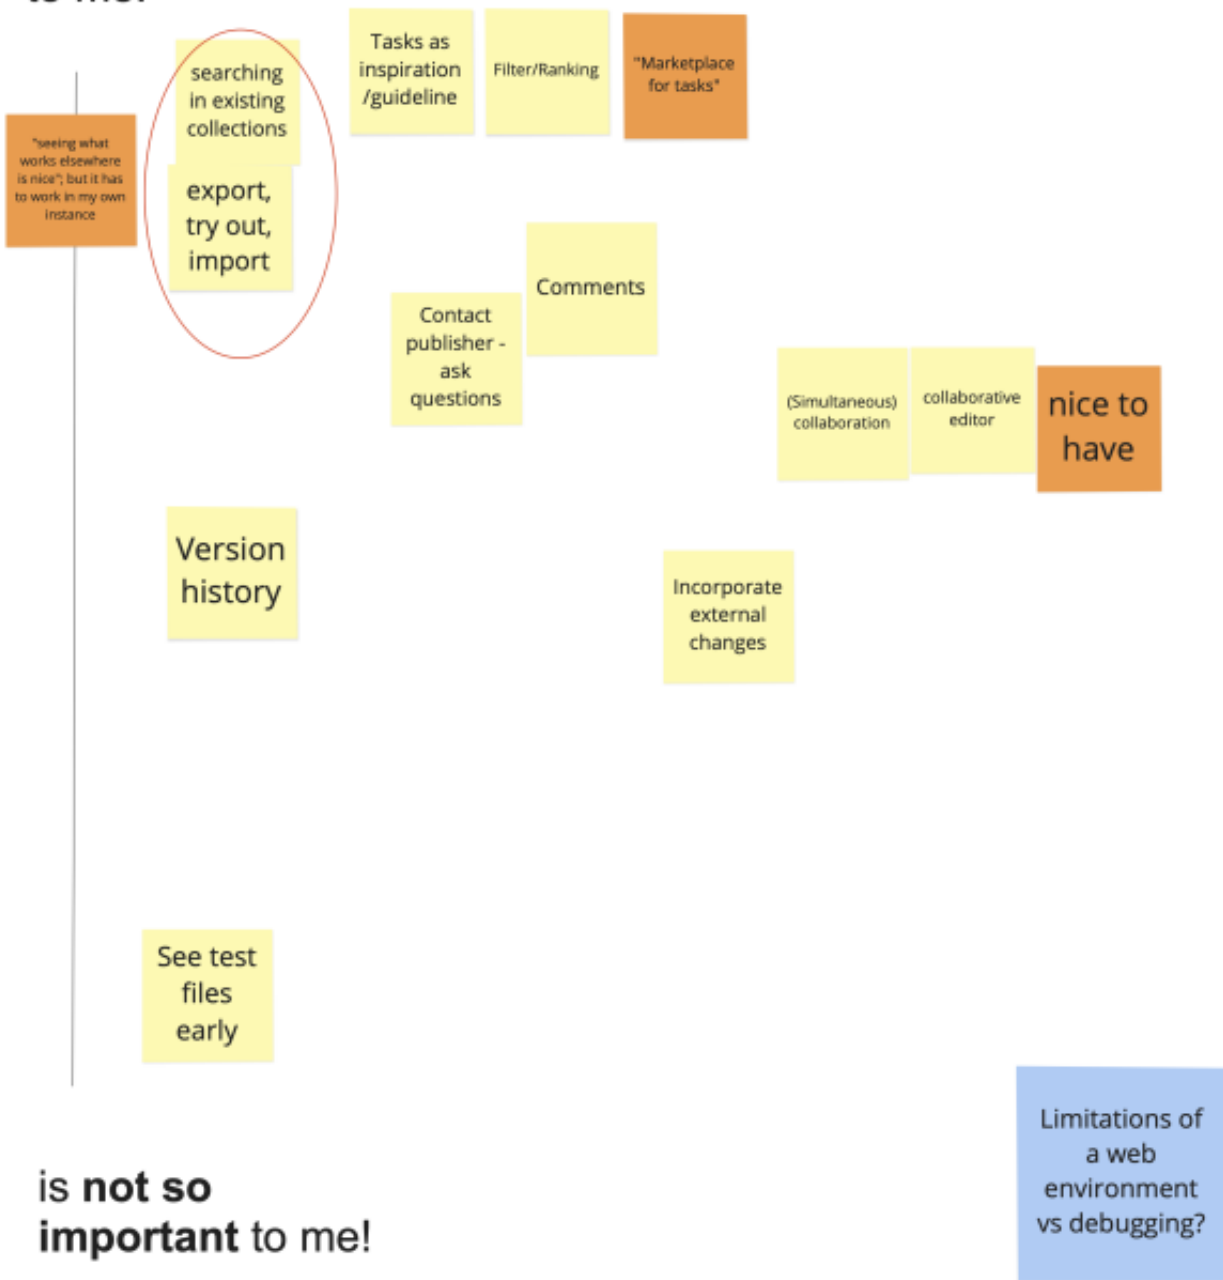 to me!
searching
in existing
collections
Tasks as
inspiration
/guideline
Filter/Ranking
"Marketplace
for tasks"
"seeing what
works elsewhere
is nice"; but it has
to work in my own
instance
export,
try out,
import
Comments
Contact
publisher -
ask
questions
(Simultaneous)
collaboration
collaborative
editor
nice to
have
Version
history
Incorporate
external
changes
See test
files
early
Limitations of
a web
environment
vs debugging?
is not so
important to me!